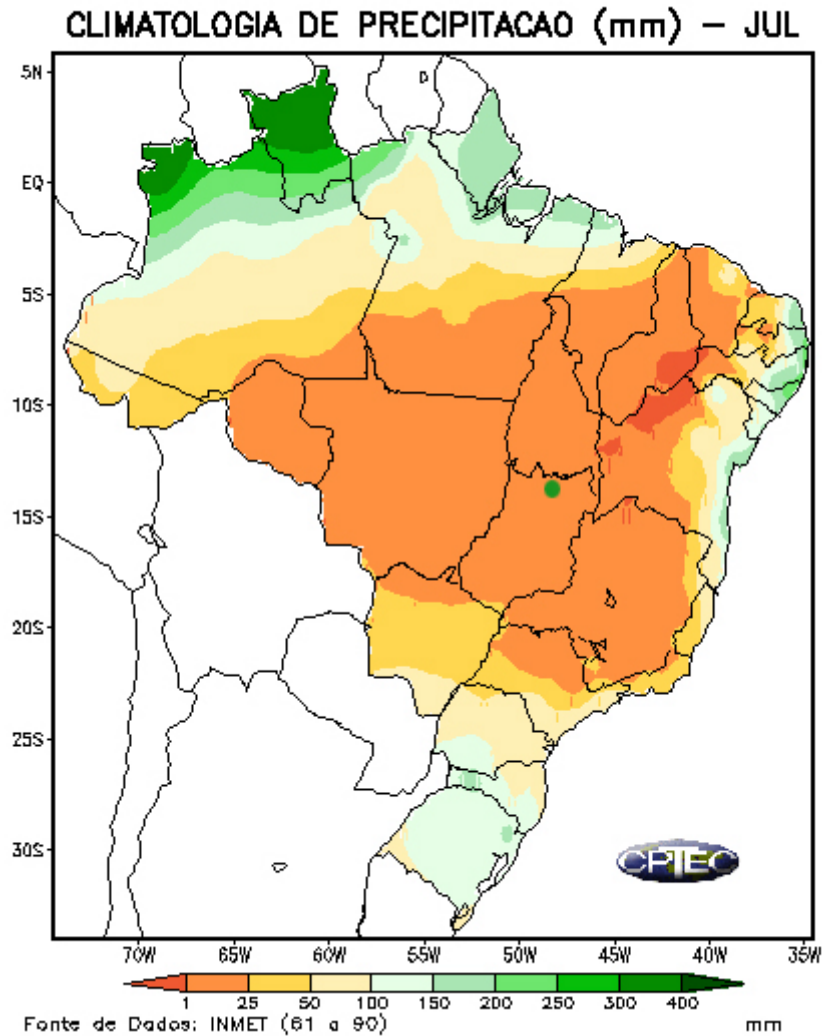 CLIMATOLOGIA DE PRECIPITACAO (mm) – JUL
5N
EQ
5S
10S
15S
20S
25S
30S
70W 65W 60W 55W 50W 45W 40W 35W
CPTEC
1 25 50 100 150 200 250 300 400
Fonte de Dados: INMET (61 a 90) mm